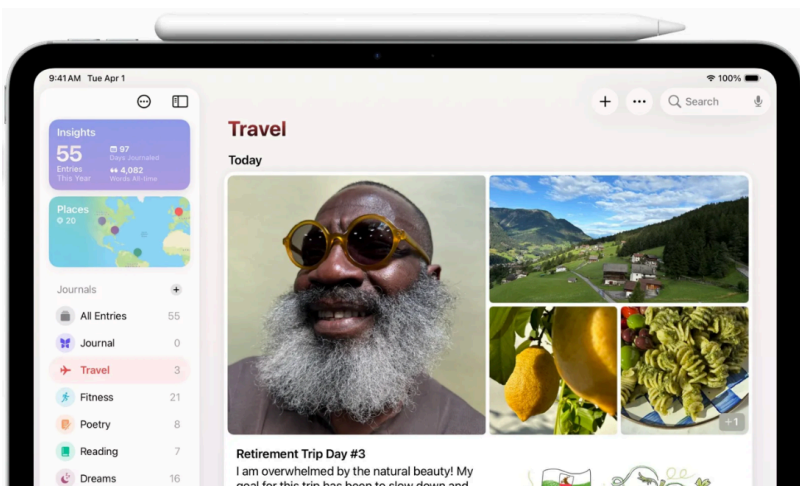 9:41 AM Tue Apr 1
100%
Search
Insights
55
Entries
This Year
97
Days Journaled
4,082
Words All-time
Places
20
Journals
All Entries 55
Journal 0
Travel 3
Fitness 21
Poetry 8
Reading 7
Dreams 16
Travel
Today
+1
Retirement Trip Day #3
I am overwhelmed by the natural beauty! My
goal for this trip has been to slow down and